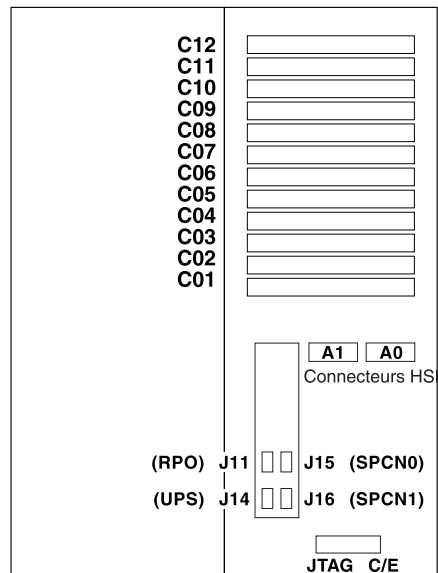 C12
C11
C10
C09
C08
C07
C06
C05
C04
C03
C02
C01
A1 A0
Connecteurs HSL
(RPO) J11 J15 (SPCN0)
(UPS) J14 J16 (SPCN1)
JTAG C/E